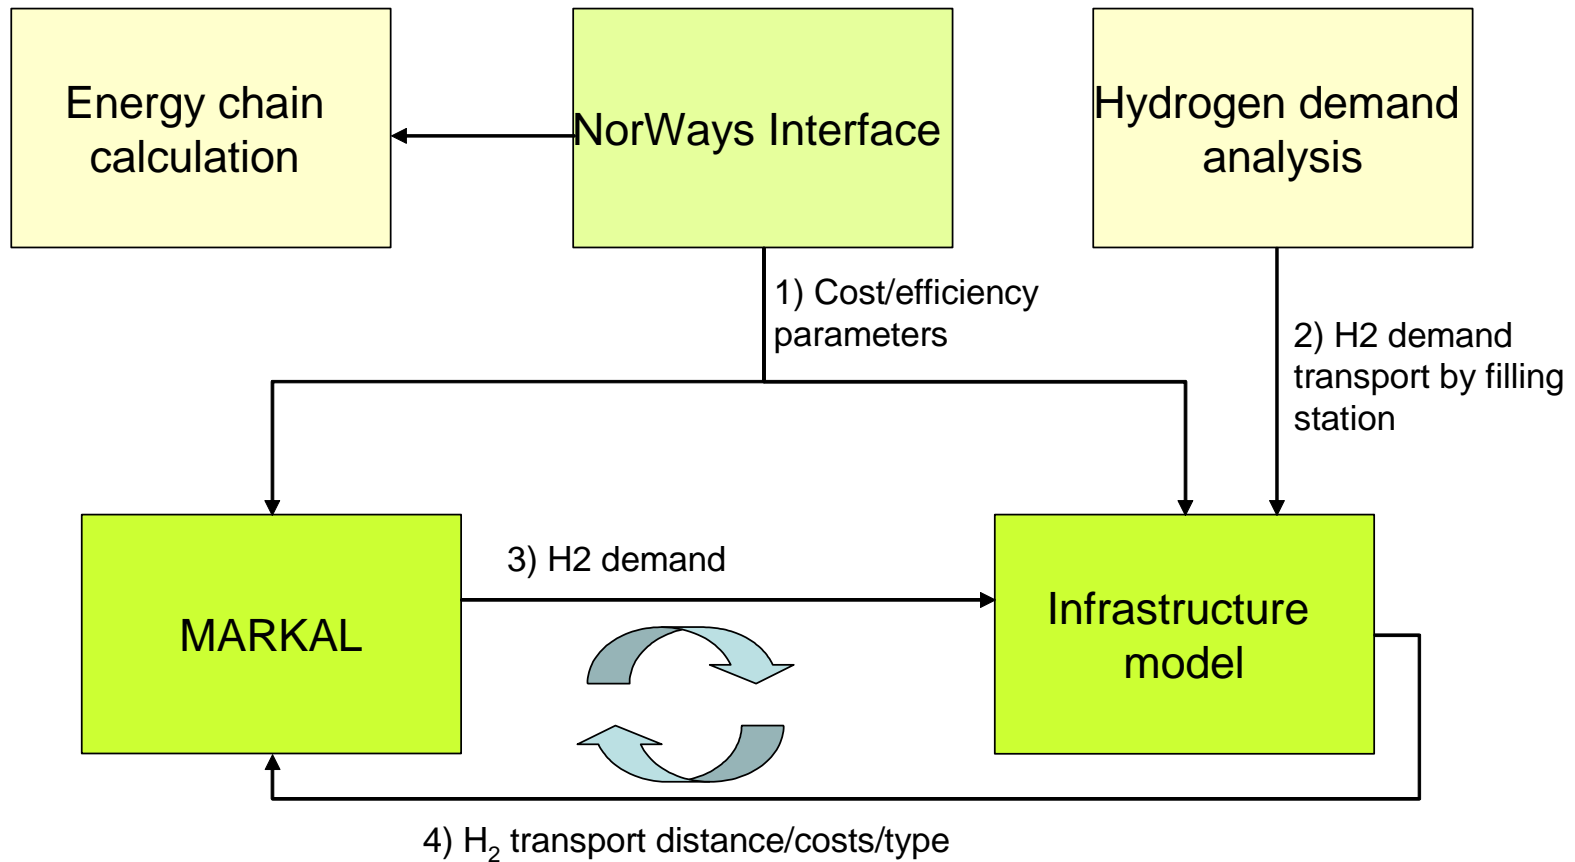 Energy chain
calculation
NorWays Interface
Hydrogen demand
analysis
1) Cost/efficiency
parameters
2) H2 demand
transport by filling
station
3) H2 demand
MARKAL
Infrastructure
model
4) H₂ transport distance/costs/type